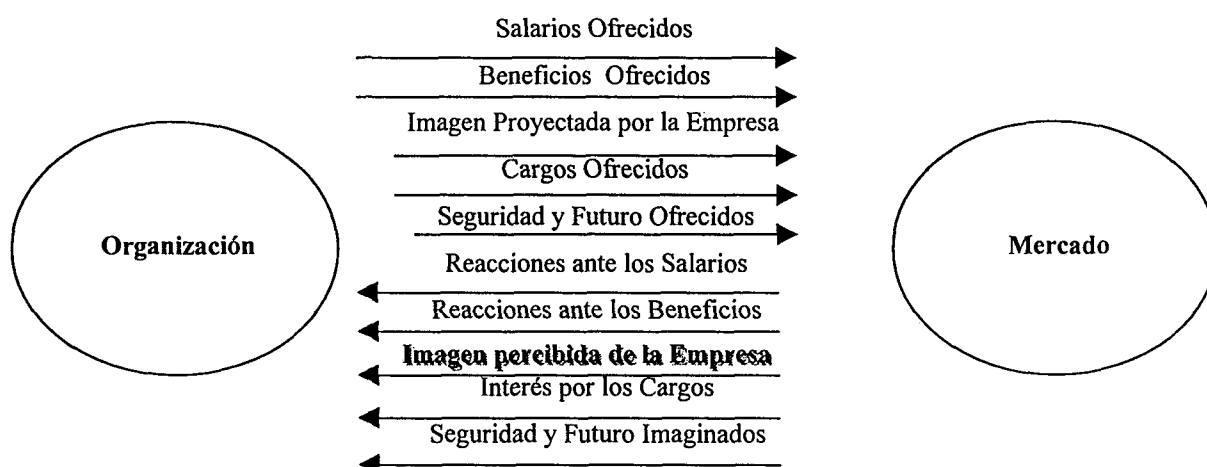 Salarios Ofrecidos
Beneficios Ofrecidos
Imagen Proyectada por la Empresa
Cargos Ofrecidos
Seguridad y Futuro Ofrecidos
Organización
Mercado
Reacciones ante los Salarios
Reacciones ante los Beneficios
Imagen percibida de la Empresa
Interés por los Cargos
Seguridad y Futuro Imaginados